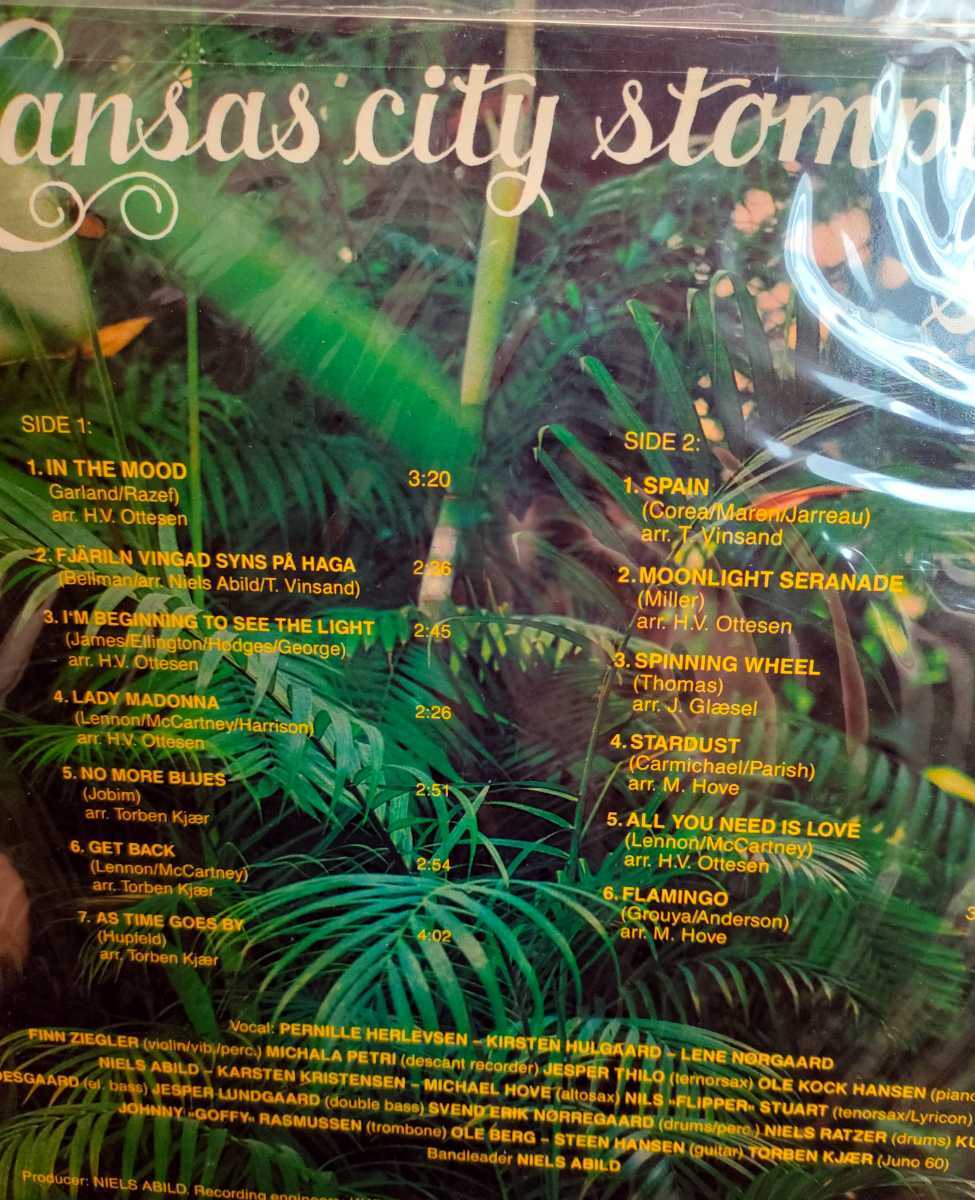 ansas city stomp
SIDE 1:
1. IN THE MOOD 3:20
Garland/Razef)
arr. H.V. Ottesen
2. FJÄRILN VINGAD SYNS PÅ HAGA 2:36
(Bellman/arr. Niels Abild/T. Vinsand)
3. I'M BEGINNING TO SEE THE LIGHT 2:45
(James/Ellington/Hodges/George)
arr. H.V. Ottesen
4. LADY MADONNA 2:26
(Lennon/McCartney/Harrison)
arr. H.V. Ottesen
5. NO MORE BLUES 2:51
(Jobim)
arr. Torben Kjær
6. GET BACK 2:54
(Lennon/McCartney)
arr. Torben Kjær
7. AS TIME GOES BY 4:02
(Hupfeld)
arr. Torben Kjær
SIDE 2:
1. SPAIN
(Corea/Maren/Jarreau)
arr. T. Vinsand
2. MOONLIGHT SERANADE
(Miller)
arr. H.V. Ottesen
3. SPINNING WHEEL
(Thomas)
arr. J. Glæsel
4. STARDUST
(Carmichael/Parish)
arr. M. Hove
5. ALL YOU NEED IS LOVE
(Lennon/McCartney)
arr. H.V. Ottesen
6. FLAMINGO
(Grouya/Anderson)
arr. M. Hove
Vocal: PERNILLE HERLEVSEN – KIRSTEN HULGAARD – LENE NØRGAARD
FINN ZIEGLER (violin/vib./perc.) MICHALA PETRI (descant recorder) JESPER THILO (ternorsax) OLE KOCK HANSEN (piano
NIELS ABILD – KARSTEN KRISTENSEN – MICHAEL HOVE (altosax) NILS »FLIPPER« STUART (tenorsax/Lyricon)
DESGAARD (el. bass) JESPER LUNDGAARD (double bass) SVEND ERIK NØRREGAARD (drums/perc.) NIELS RATZER (drums)
JOHNNY »GOFFY« RASMUSSEN (trombone) OLE BERG – STEEN HANSEN (guitar) TORBEN KJÆR (Juno 60)
Bandleader NIELS ABILD
Producer: NIELS ABILD. Recording